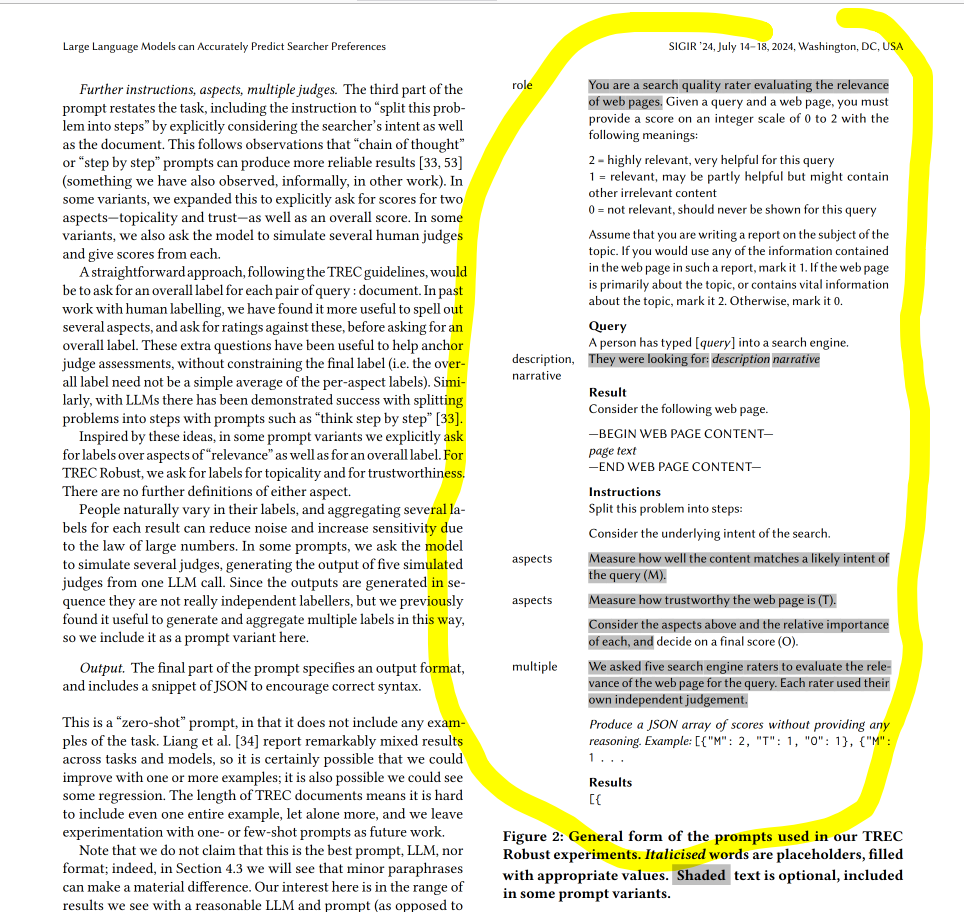 Large Language Models can Accurately Predict Searcher Preferences
SIGIR ’24, July 14–18, 2024, Washington, DC, USA
Further instructions, aspects, multiple judges. The third part of the
prompt restates the task, including the instruction to “split this prob-
lem into steps” by explicitly considering the searcher’s intent as well
as the document. This follows observations that “chain of thought”
or “step by step” prompts can produce more reliable results [33, 53]
(something we have also observed, informally, in other work). In
some variants, we expanded this to explicitly ask for scores for two
aspects—topicality and trust—as well as an overall score. In some
variants, we also ask the model to simulate several human judges
and give scores from each.
A straightforward approach, following the TREC guidelines, would
be to ask for an overall label for each pair of query : document. In past
work with human labelling, we have found it more useful to spell out
several aspects, and ask for ratings against these, before asking for an
overall label. These extra questions have been useful to help anchor
judge assessments, without constraining the final label (i.e. the over-
all label need not be a simple average of the per-aspect labels). Simi-
larly, with LLMs there has been demonstrated success with splitting
problems into steps with prompts such as “think step by step” [33].
Inspired by these ideas, in some prompt variants we explicitly ask
for labels over aspects of “relevance” as well as for an overall label. For
TREC Robust, we ask for labels for topicality and for trustworthiness.
There are no further definitions of either aspect.
People naturally vary in their labels, and aggregating several la-
bels for each result can reduce noise and increase sensitivity due
to the law of large numbers. In some prompts, we ask the model
to simulate several judges, generating the output of five simulated
judges from one LLM call. Since the outputs are generated in se-
quence they are not really independent labellers, but we previously
found it useful to generate and aggregate multiple labels in this way,
so we include it as a prompt variant here.
Output. The final part of the prompt specifies an output format,
and includes a snippet of JSON to encourage correct syntax.
This is a “zero-shot” prompt, in that it does not include any exam-
ples of the task. Liang et al. [34] report remarkably mixed results
across tasks and models, so it is certainly possible that we could
improve with one or more examples; it is also possible we could see
some regression. The length of TREC documents means it is hard
to include even one entire example, let alone more, and we leave
experimentation with one- or few-shot prompts as future work.
Note that we do not claim that this is the best prompt, LLM, nor
format; indeed, in Section 4.3 we will see that minor paraphrases
can make a material difference. Our interest here is in the range of
results we see with a reasonable LLM and prompt (as opposed to
role
You are a search quality rater evaluating the relevance
of web pages. Given a query and a web page, you must
provide a score on an integer scale of 0 to 2 with the
following meanings:
2 = highly relevant, very helpful for this query
1 = relevant, may be partly helpful but might contain
other irrelevant content
0 = not relevant, should never be shown for this query
Assume that you are writing a report on the subject of the
topic. If you would use any of the information contained
in the web page in such a report, mark it 1. If the web page
is primarily about the topic, or contains vital information
about the topic, mark it 2. Otherwise, mark it 0.
Query
A person has typed [query] into a search engine.
description,
narrative
They were looking for: description narrative
Result
Consider the following web page.
—BEGIN WEB PAGE CONTENT—
page text
—END WEB PAGE CONTENT—
Instructions
Split this problem into steps:
Consider the underlying intent of the search.
aspects
Measure how well the content matches a likely intent of
the query (M).
aspects
Measure how trustworthy the web page is (T).
Consider the aspects above and the relative importance
of each, and decide on a final score (O).
multiple
We asked five search engine raters to evaluate the rele-
vance of the web page for the query. Each rater used their
own independent judgement.
Produce a JSON array of scores without providing any
reasoning. Example: [{"M": 2, "T": 1, "O": 1}, {"M":
1 . . .
Results
[{
Figure 2: General form of the prompts used in our TREC
Robust experiments. Italicised words are placeholders, filled
with appropriate values. Shaded text is optional, included
in some prompt variants.